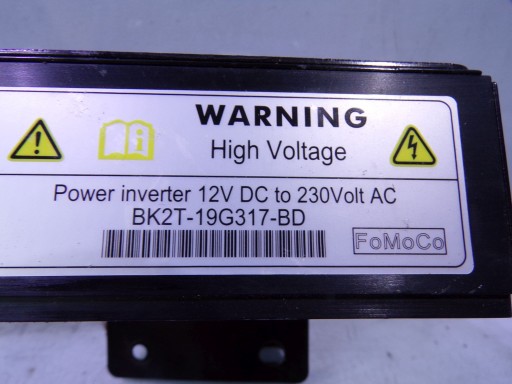 WARNING
High Voltage
Power inverter 12V DC to 230Volt AC
BK2T-19G317-BD
FoMoCo